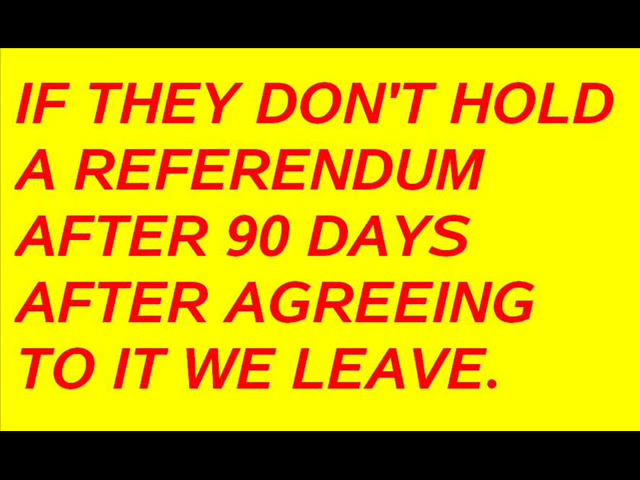 IF THEY DON'T HOLD
A REFERENDUM
AFTER 90 DAYS
AFTER AGREEING
TO IT WE LEAVE.